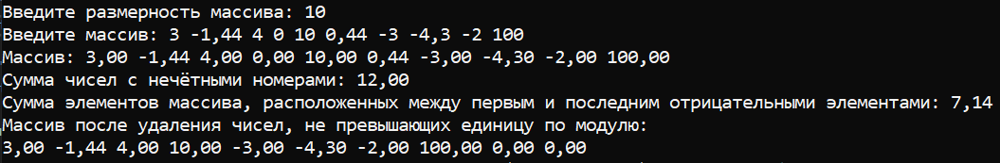 Введите размерность массива: 10
Введите массив: 3 -1,44 4 0 10 0,44 -3 -4,3 -2 100
Массив: 3,00 -1,44 4,00 0,00 10,00 0,44 -3,00 -4,30 -2,00 100,00
Сумма чисел с нечётными номерами: 12,00
Сумма элементов массива, расположенных между первым и последним отрицательными элементами: 7,14
Массив после удаления чисел, не превышающих единицу по модулю:
3,00 -1,44 4,00 10,00 -3,00 -4,30 -2,00 100,00 0,00 0,00